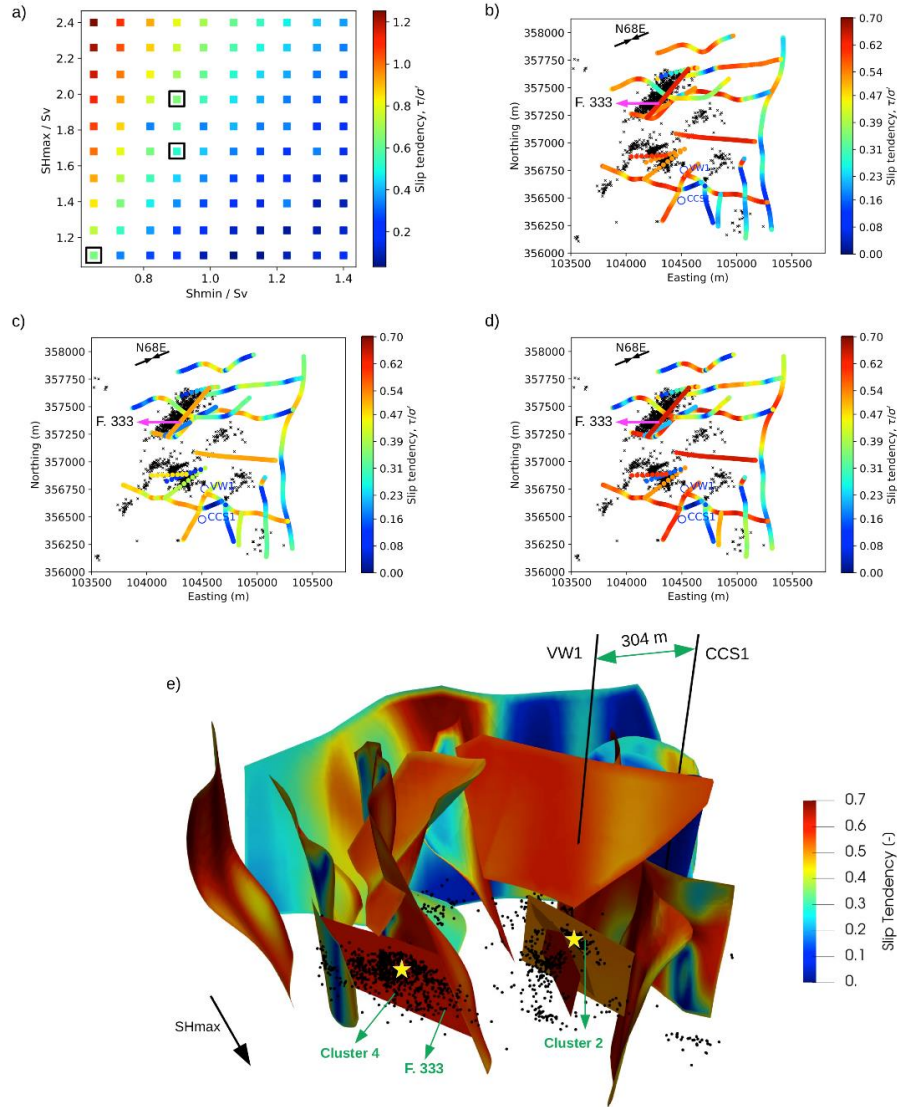 a)
2.4
2.2
2.0
1.8
1.6
1.4
1.2
SHmax / Sv
0.8
1.0
1.2
1.4
Shmin / Sv
1.2
1.0
0.8
0.6
0.4
0.2
Slip tendency, τ/σ′
b)
N68E
F. 333
VW1
CCS1
358000
357750
357500
357250
357000
356750
356500
356250
356000
Northing (m)
103500
104000
104500
105000
105500
Easting (m)
0.70
0.62
0.54
0.47
0.39
0.31
0.23
0.16
0.08
0.00
Slip tendency, τ/σ′
c)
N68E
F. 333
VW1
CCS1
358000
357750
357500
357250
357000
356750
356500
356250
356000
Northing (m)
103500
104000
104500
105000
105500
Easting (m)
0.70
0.62
0.54
0.47
0.39
0.31
0.23
0.16
0.08
0.00
Slip tendency, τ/σ′
d)
N68E
F. 333
VW1
CCS1
358000
357750
357500
357250
357000
356750
356500
356250
356000
Northing (m)
103500
104000
104500
105000
105500
Easting (m)
0.70
0.62
0.54
0.47
0.39
0.31
0.23
0.16
0.08
0.00
Slip tendency, τ/σ′
e)
VW1
304 m
CCS1
SHmax
Cluster 4
F. 333
Cluster 2
0.7
0.6
0.5
0.4
0.3
0.2
0.1
0.
Slip Tendency (-)